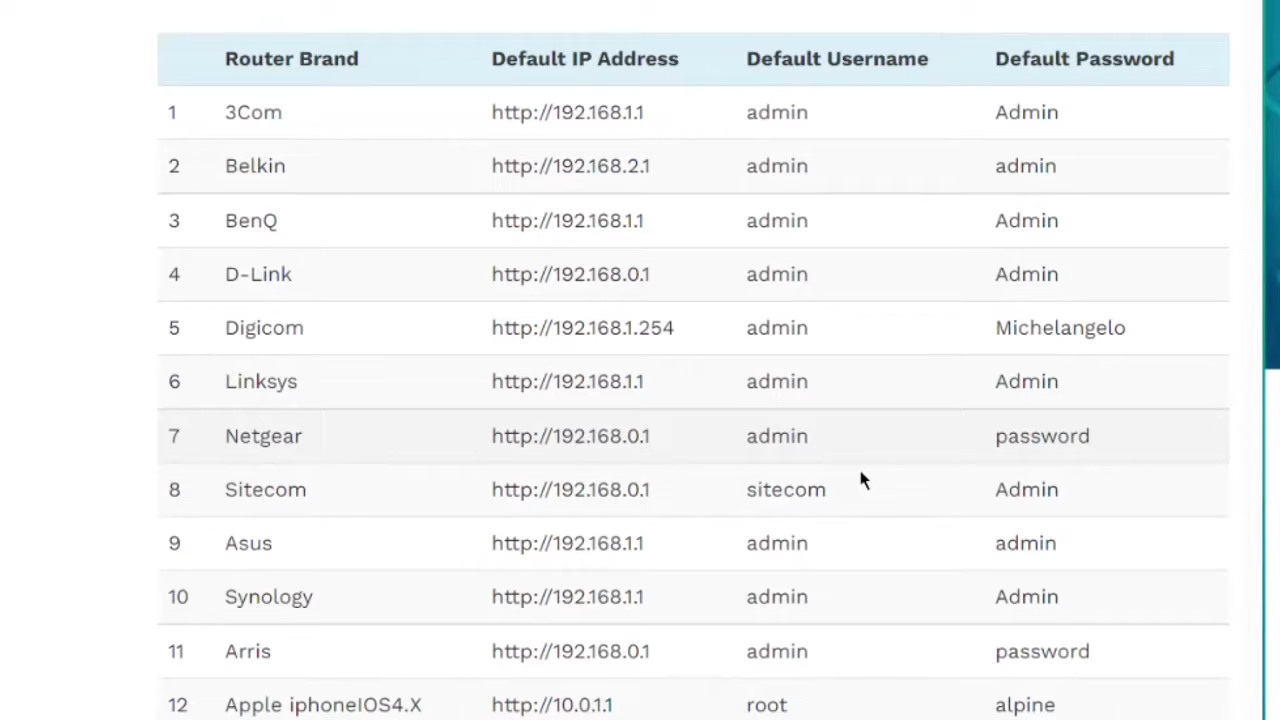 Router Brand Default IP Address Default Username Default Password
1 3Com http://192.168.1.1 admin Admin
2 Belkin http://192.168.2.1 admin admin
3 BenQ http://192.168.1.1 admin Admin
4 D-Link http://192.168.0.1 admin Admin
5 Digicom http://192.168.1.254 admin Michelangelo
6 Linksys http://192.168.1.1 admin Admin
7 Netgear http://192.168.0.1 admin password
8 Sitecom http://192.168.0.1 sitecom Admin
9 Asus http://192.168.1.1 admin admin
10 Synology http://192.168.1.1 admin Admin
11 Arris http://192.168.0.1 admin password
12 Apple iphoneIOS4.X http://10.0.1.1 root alpine